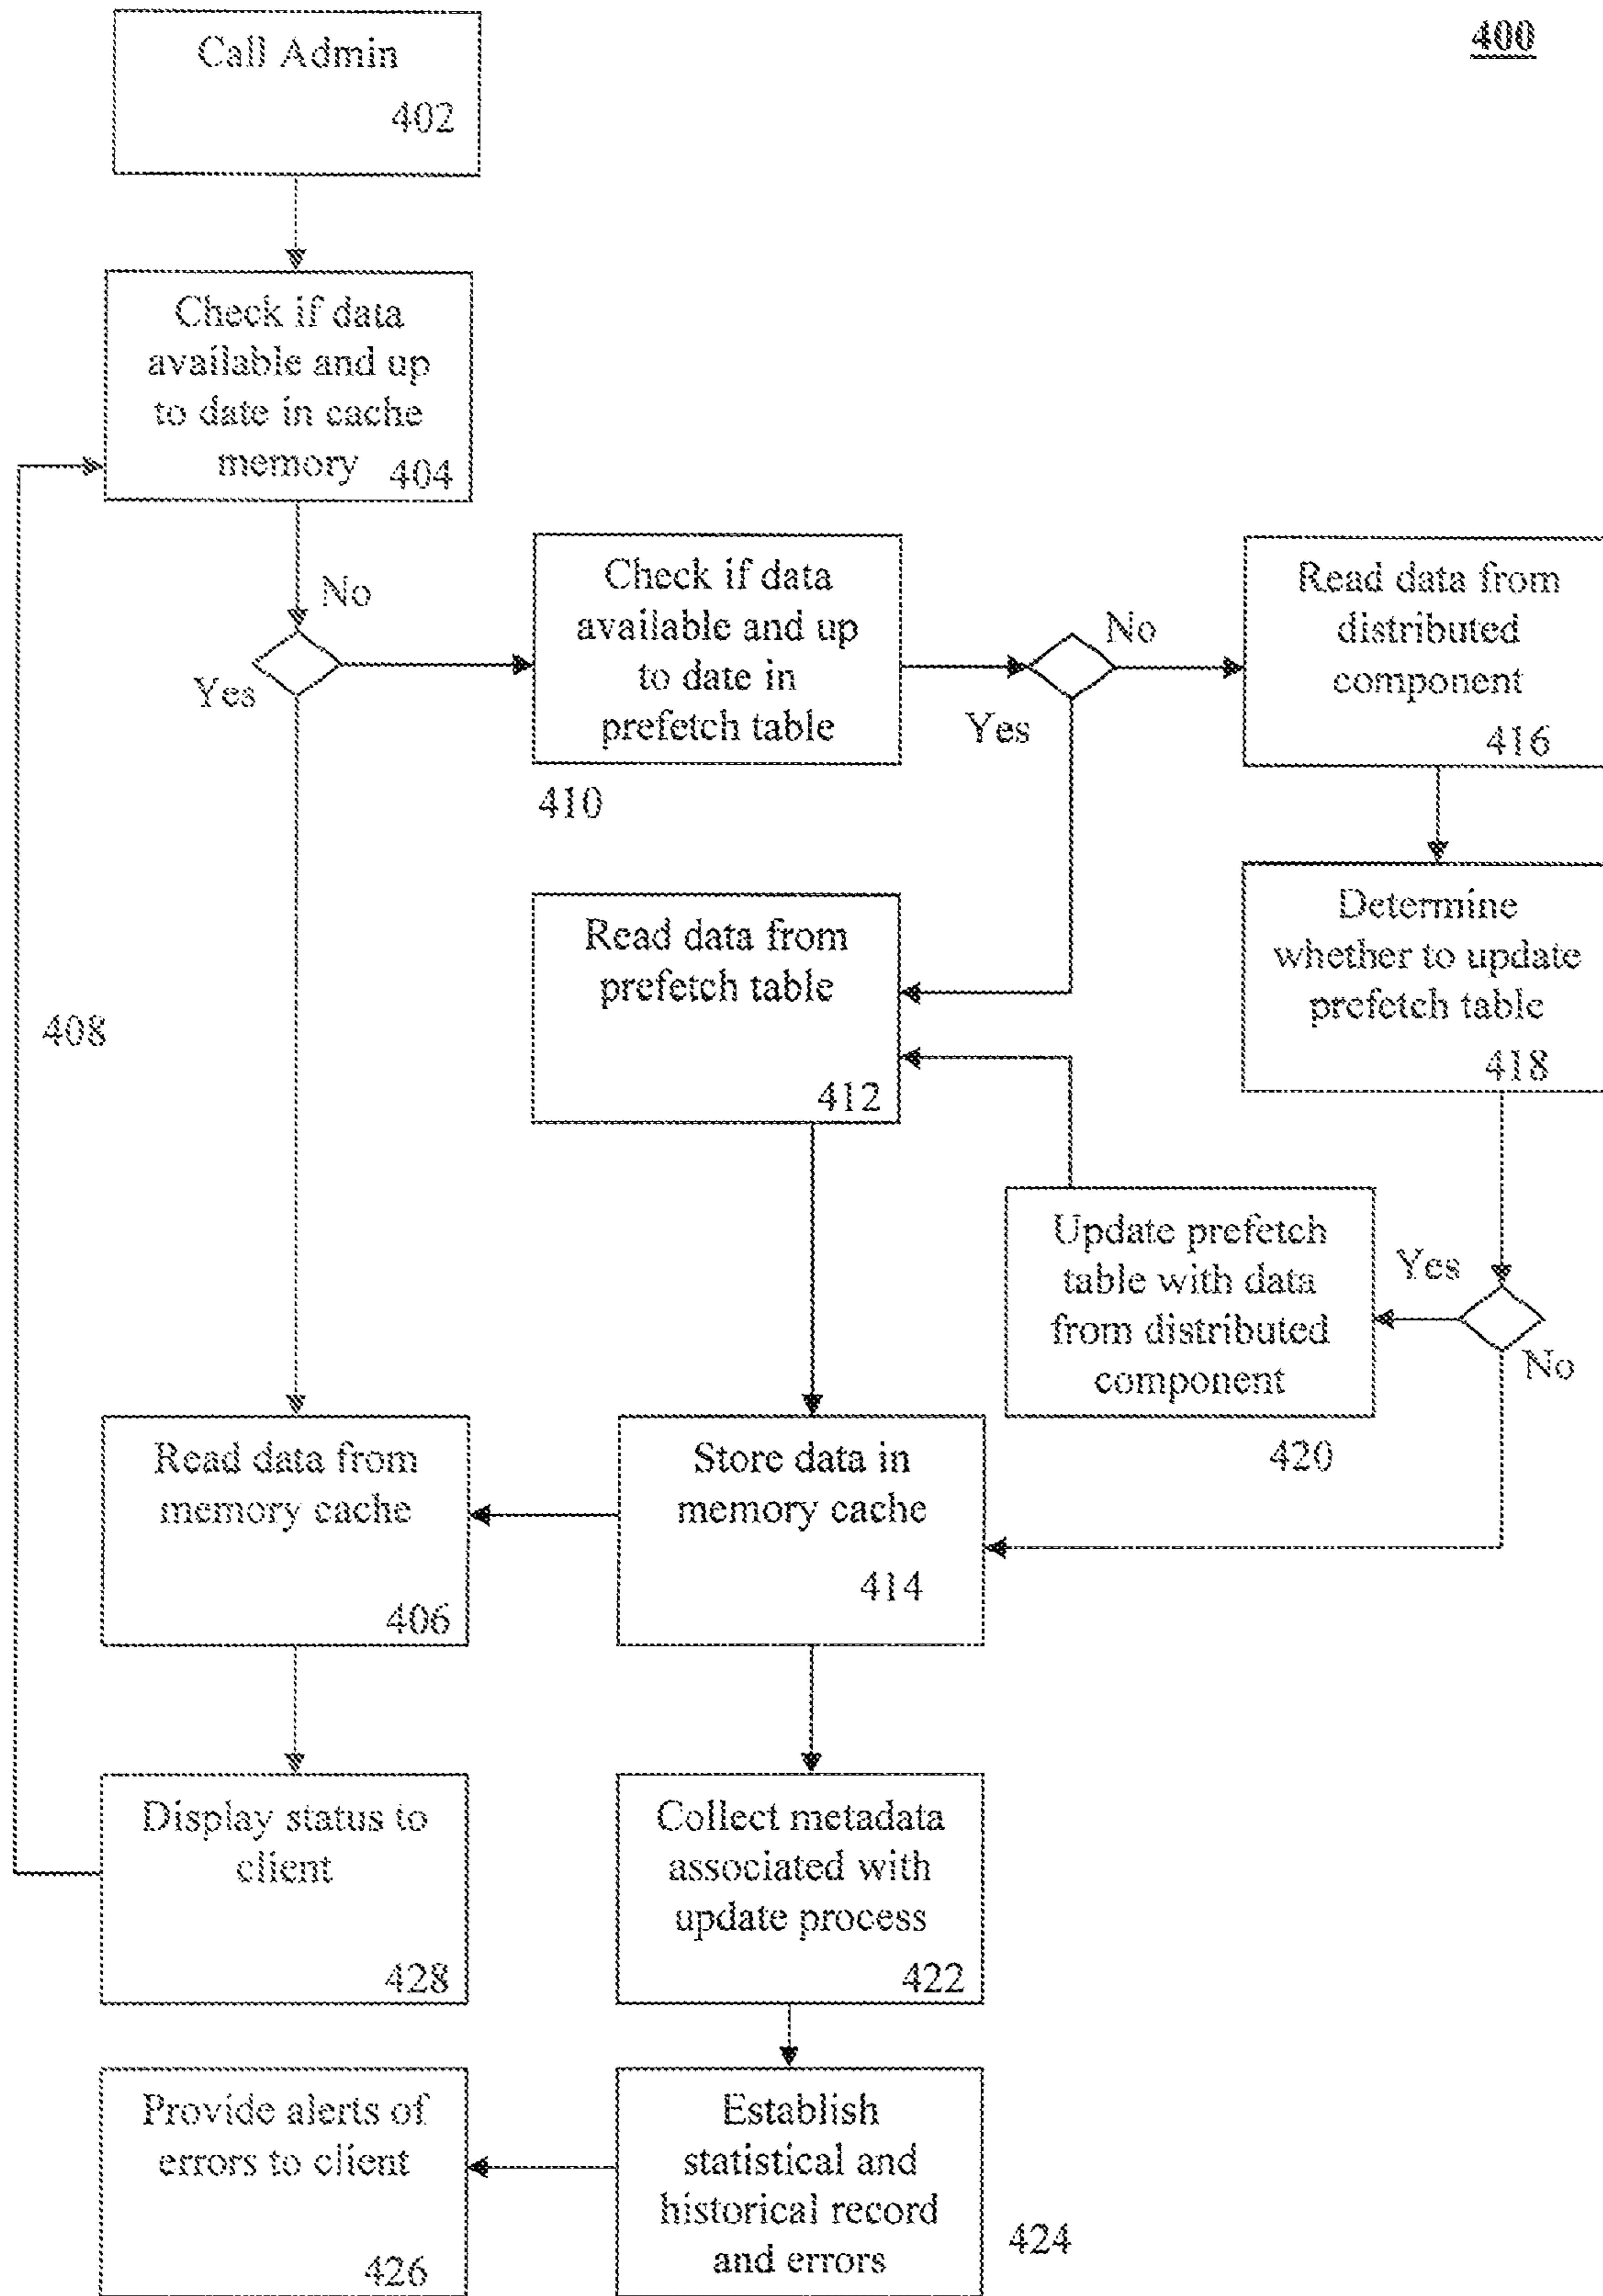 400
Call Admin
402
Check if data
available and up
to date in cache
memory 404
No
Yes
Check if data
available and up
to date in
prefetch table
410
No
Yes
Read data from
distributed
component
416
Determine
whether to update
prefetch table
418
Read data from
prefetch table
412
408
Update prefetch
table with data
from distributed
component
420
Yes
No
Read data from
memory cache
406
Store data in
memory cache
414
Display status to
client
428
Collect metadata
associated with
update process
422
Provide alerts of
errors to client
426
Establish
statistical and
historical record
and errors
424